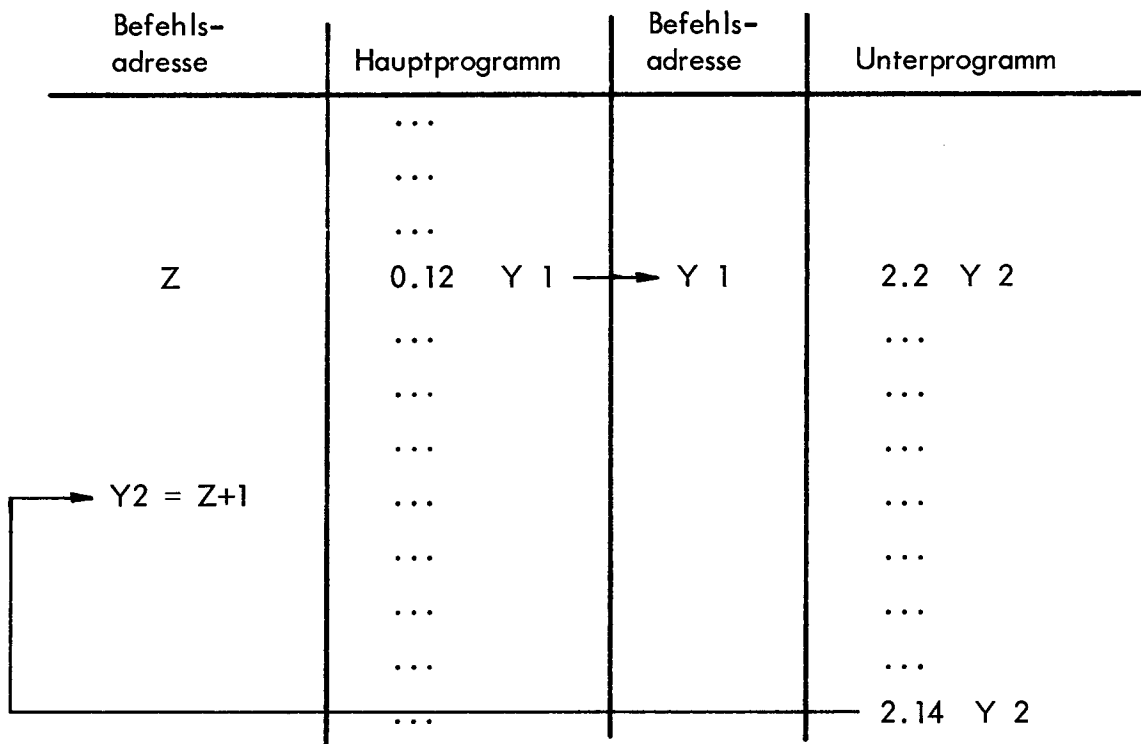 Befehls-
adresse
Hauptprogramm
Befehls-
adresse
Unterprogramm
...
...
...
Z
0.12 Y 1
Y 1
2.2 Y 2
... ...
... ...
... ...
Y2 = Z+1
... ...
... ...
... ...
... ...
...
2.14 Y 2